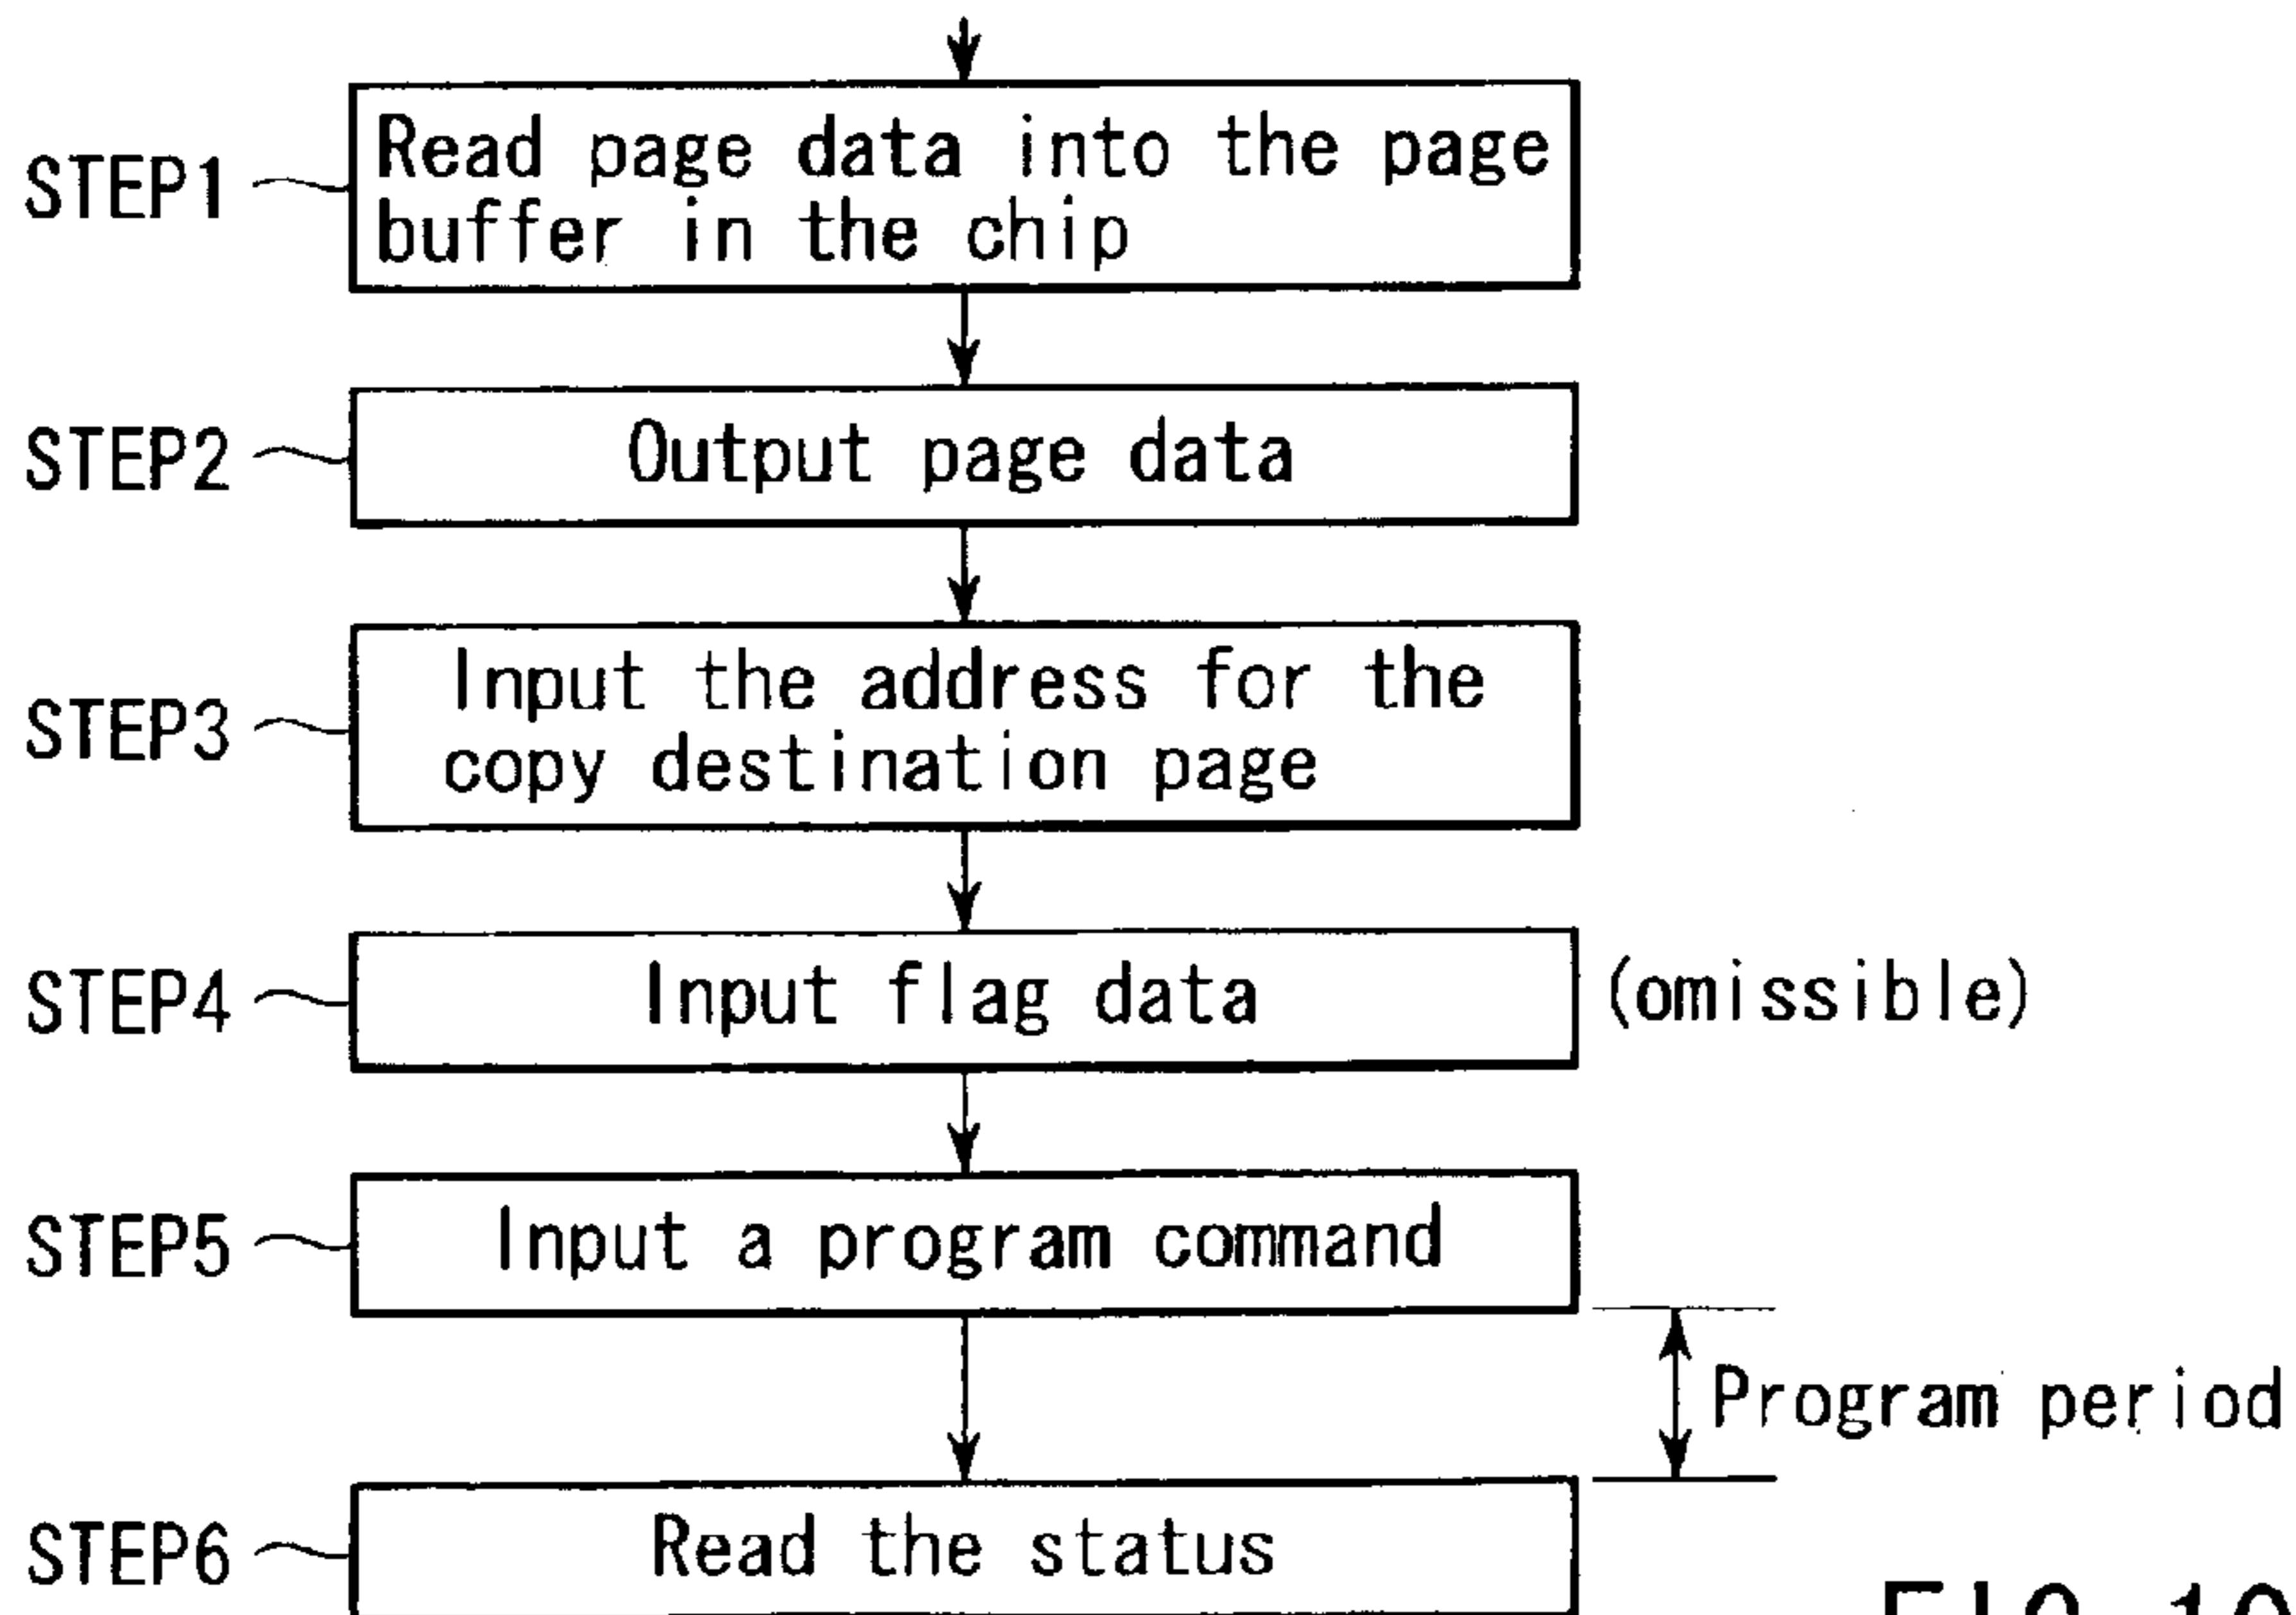 STEP1
Read page data into the page
buffer in the chip
STEP2
Output page data
STEP3
Input the address for the
copy destination page
STEP4
Input flag data
(omissible)
STEP5
Input a program command
Program period
STEP6
Read the status